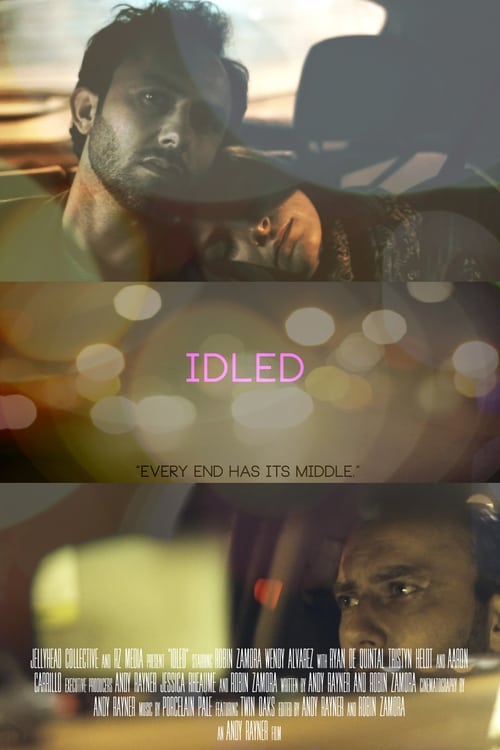 IDLED
"EVERY END HAS ITS MIDDLE."
JELLYHEAD COLLECTIVE AND RZ MEDIA PRESENT "IDLED" STARRING ROBIN ZAMORA WENDY ALVAREZ WITH RYAN DE QUINTAL TRISTYN HELDT AND AARON
CARRILLO EXECUTIVE PRODUCERS ANDY RAYNER JESSICA RHEAUME AND ROBIN ZAMORA WRITTEN BY ANDY RAYNER AND ROBIN ZAMORA CINEMATOGRAPHY BY
ANDY RAYNER MUSIC BY PORCELAIN PALE FEATURING TWIN OAKS EDITED BY ANDY RAYNER AND ROBIN ZAMORA
AN ANDY RAYNER FILM